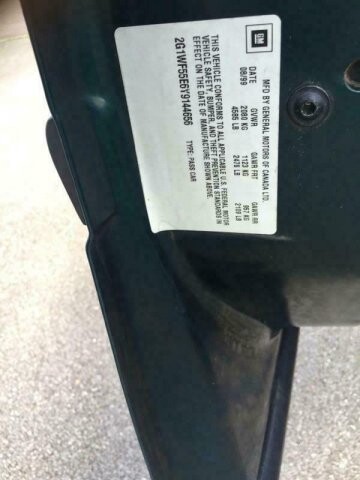 GM
MFD BY GENERAL MOTORS OF CANADA LTD.
DATE GVWR GAWR FRT GAWR RR
08/99 2080 KG 1123 KG 957 KG
4586 LB 2476 LB 2109 LB
THIS VEHICLE CONFORMS TO ALL APPLICABLE U.S. FEDERAL MOTOR
VEHICLE SAFETY, BUMPER, AND THEFT PREVENTION STANDARDS IN
EFFECT ON THE DATE OF MANUFACTURE SHOWN ABOVE.
2G1WF55E6Y9144656 TYPE: PASS CAR